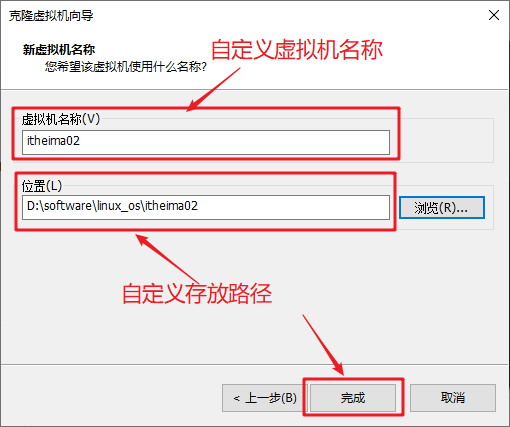 克隆虚拟机向导
自定义虚拟机名称
新虚拟机名称
您希望该虚拟机使用什么名称?
虚拟机名称(V)
itheima02
位置(L)
D:\software\linux_os\itheima02
浏览(R)...
自定义存放路径
< 上一步(B)
完成
取消